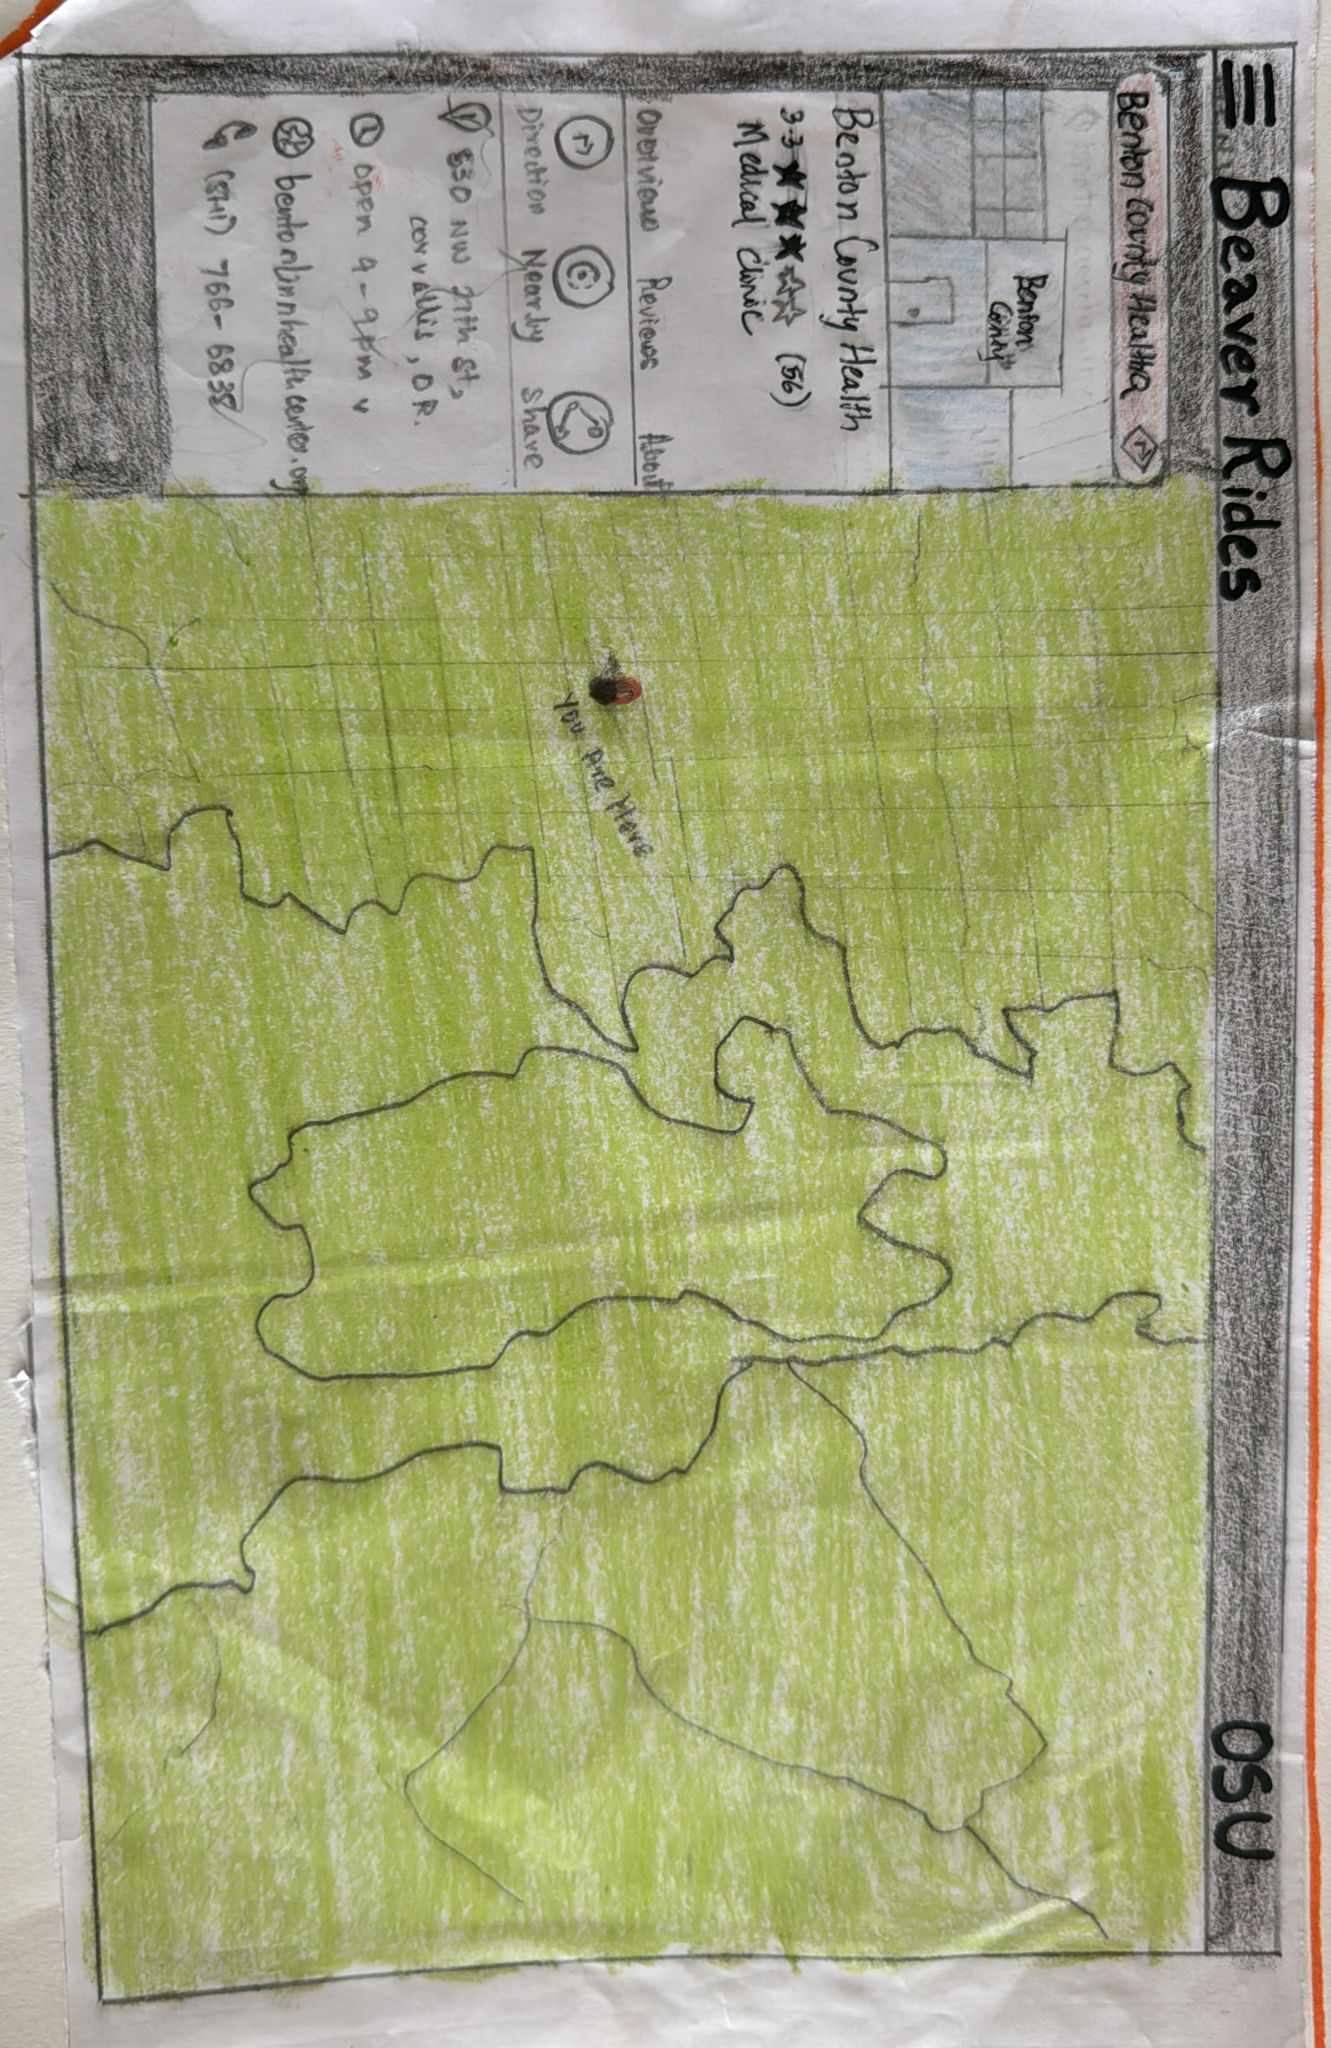 Beaver Rides
OSU
Benton County Healtha
Benton
County
Benton County Health
3.3 ★★★☆☆ (56)
Medical Clinic
Overview Reviews About
Direction Nearby Share
530 NW 27th St,
corvallis, OR.
open 9-9pm v
bentonlinnhealthcenter.org
(541) 766-6835
You Are Here